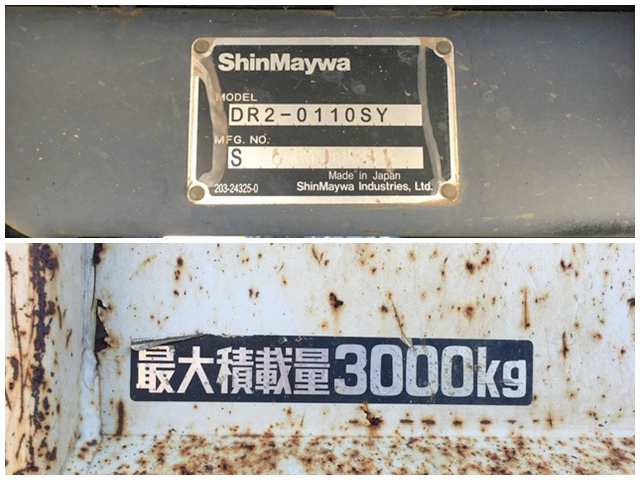 ShinMaywa
MODEL
DR2-0110SY
MFG. NO.
S
Made in Japan
203-24325-0 ShinMaywa Industries, Ltd.
最大積載量3000kg